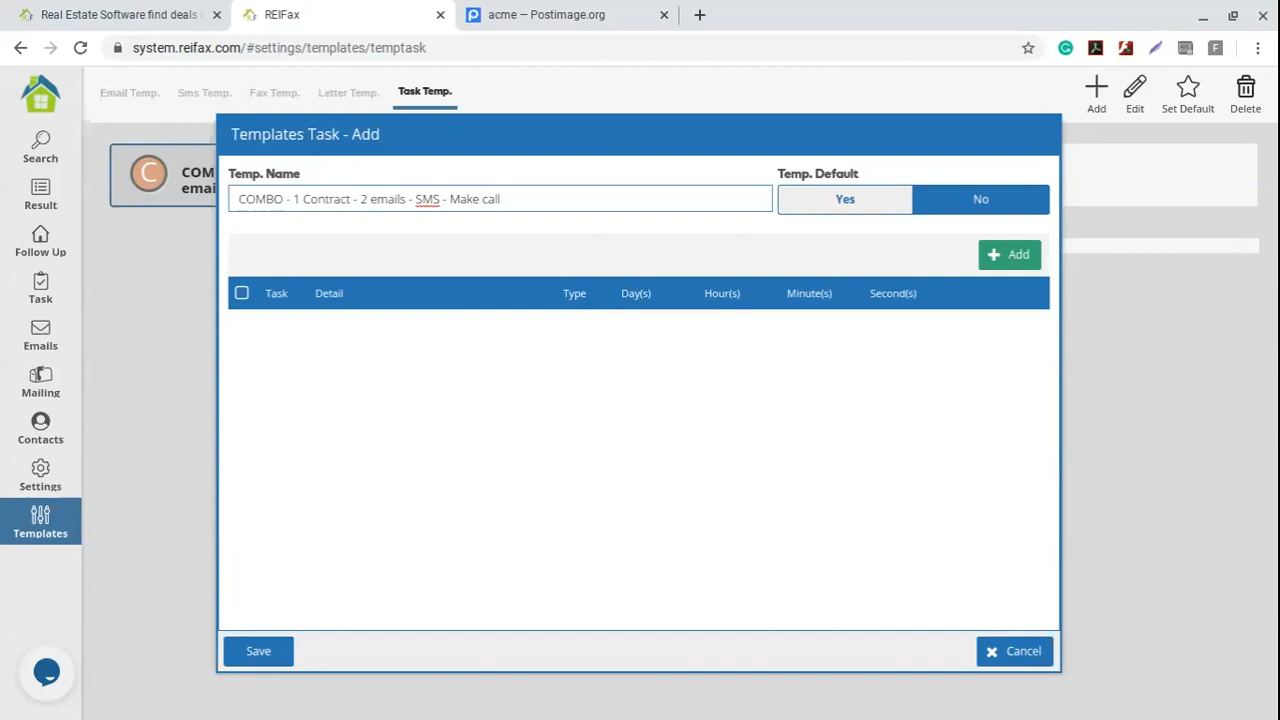 Real Estate Software find deals i
REIFax
acme — Postimage.org
system.reifax.com/#settings/templates/temptask
F
Email Temp.
Sms Temp.
Fax Temp.
Letter Temp.
Task Temp.
Add
Edit
Set Default
Delete
Search
Result
Follow Up
Task
Emails
Mailing
Contacts
Settings
Templates
C
COM
emai
Templates Task - Add
Temp. Name
Temp. Default
COMBO - 1 Contract - 2 emails - SMS - Make call
Yes
No
Add
Task
Detail
Type
Day(s)
Hour(s)
Minute(s)
Second(s)
Save
Cancel